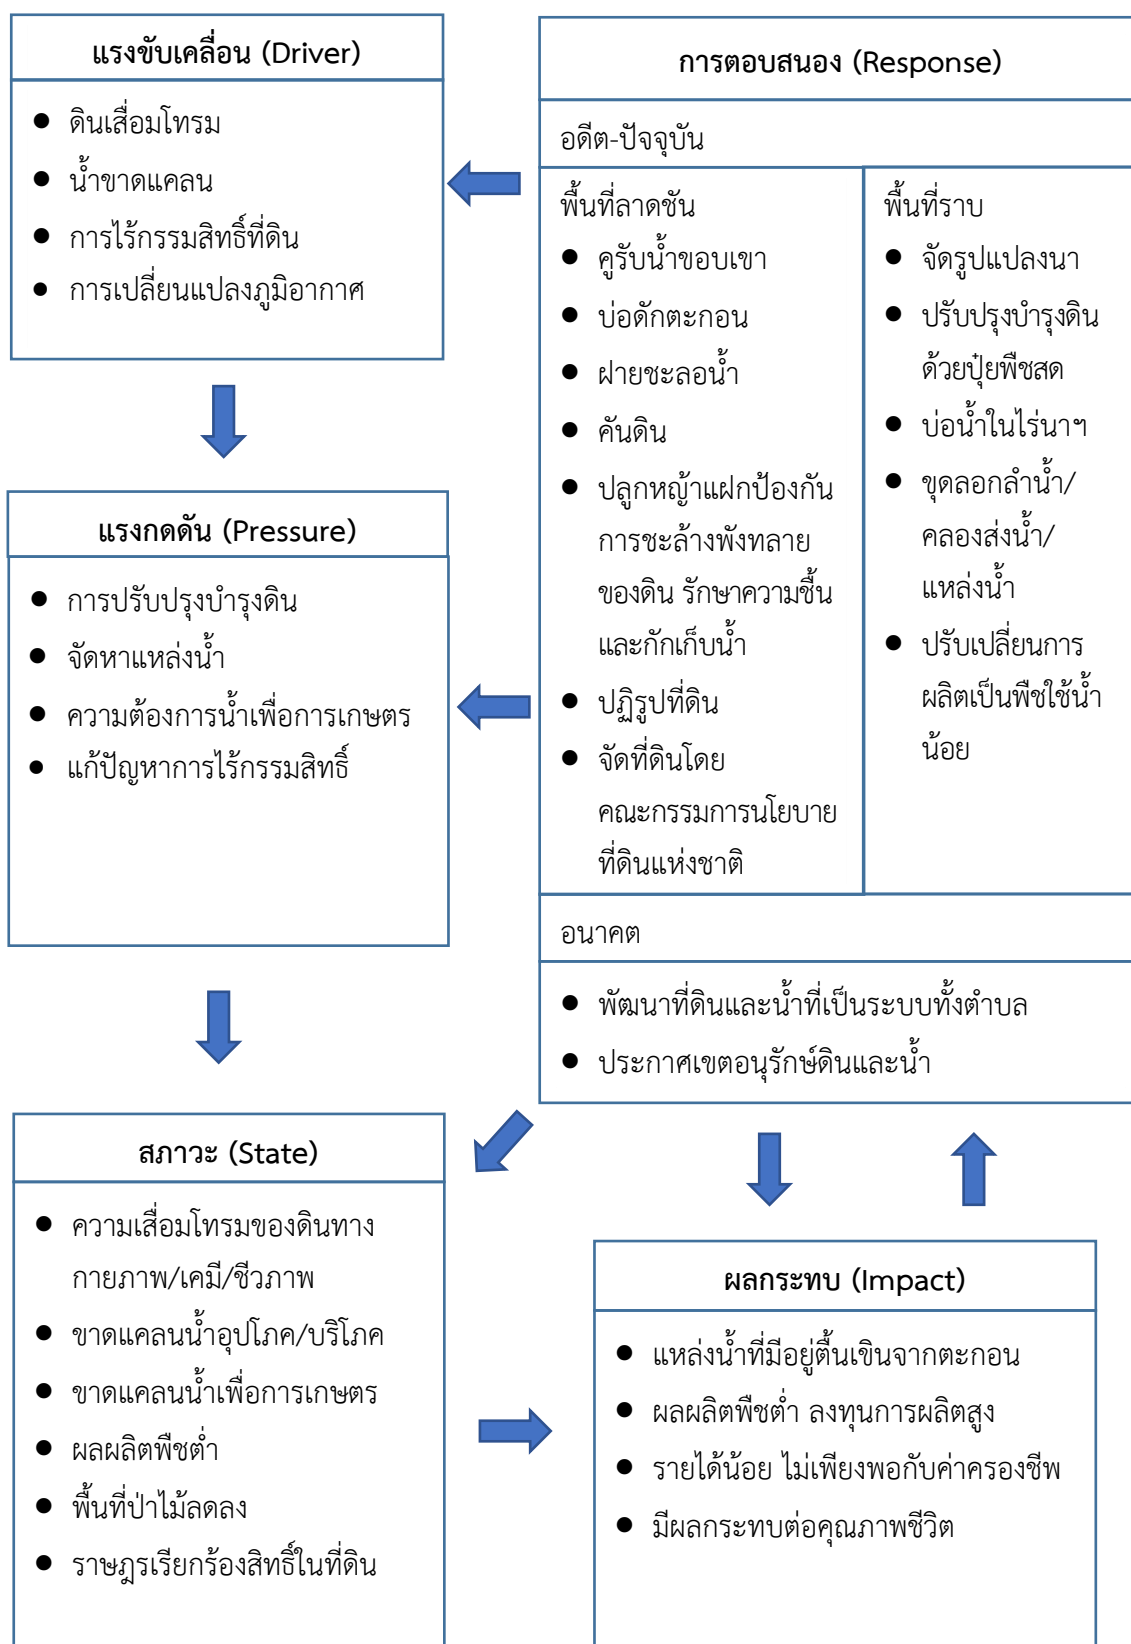 แรงขับเคลื่อน (Driver)
● ดินเสื่อมโทรม
● น้ำขาดแคลน
● การไร้กรรมสิทธิ์ที่ดิน
● การเปลี่ยนแปลงภูมิอากาศ
แรงกดดัน (Pressure)
● การปรับปรุงบำรุงดิน
● จัดหาแหล่งน้ำ
● ความต้องการน้ำเพื่อการเกษตร
● แก้ปัญหาการไร้กรรมสิทธิ์
สภาวะ (State)
● ความเสื่อมโทรมของดินทาง
กายภาพ/เคมี/ชีวภาพ
● ขาดแคลนน้ำอุปโภค/บริโภค
● ขาดแคลนน้ำเพื่อการเกษตร
● ผลผลิตพืชต่ำ
● พื้นที่ป่าไม้ลดลง
● ราษฎรเรียกร้องสิทธิ์ในที่ดิน
การตอบสนอง (Response)
อดีต-ปัจจุบัน
พื้นที่ลาดชัน
● คูรับน้ำขอบเขา
● บ่อดักตะกอน
● ฝายชะลอน้ำ
● คันดิน
● ปลูกหญ้าแฝกป้องกัน
การชะล้างพังทลาย
ของดิน รักษาความชื้น
และกักเก็บน้ำ
● ปฏิรูปที่ดิน
● จัดที่ดินโดย
คณะกรรมการนโยบาย
ที่ดินแห่งชาติ
พื้นที่ราบ
● จัดรูปแปลงนา
● ปรับปรุงบำรุงดิน
ด้วยปุ๋ยพืชสด
● บ่อน้ำในไร่นาฯ
● ขุดลอกลำน้ำ/
คลองส่งน้ำ/
แหล่งน้ำ
● ปรับเปลี่ยนการ
ผลิตเป็นพืชใช้น้ำ
น้อย
อนาคต
● พัฒนาที่ดินและน้ำที่เป็นระบบทั้งตำบล
● ประกาศเขตอนุรักษ์ดินและน้ำ
ผลกระทบ (Impact)
● แหล่งน้ำที่มีอยู่ตื้นเขินจากตะกอน
● ผลผลิตพืชต่ำ ลงทุนการผลิตสูง
● รายได้น้อย ไม่เพียงพอกับค่าครองชีพ
● มีผลกระทบต่อคุณภาพชีวิต